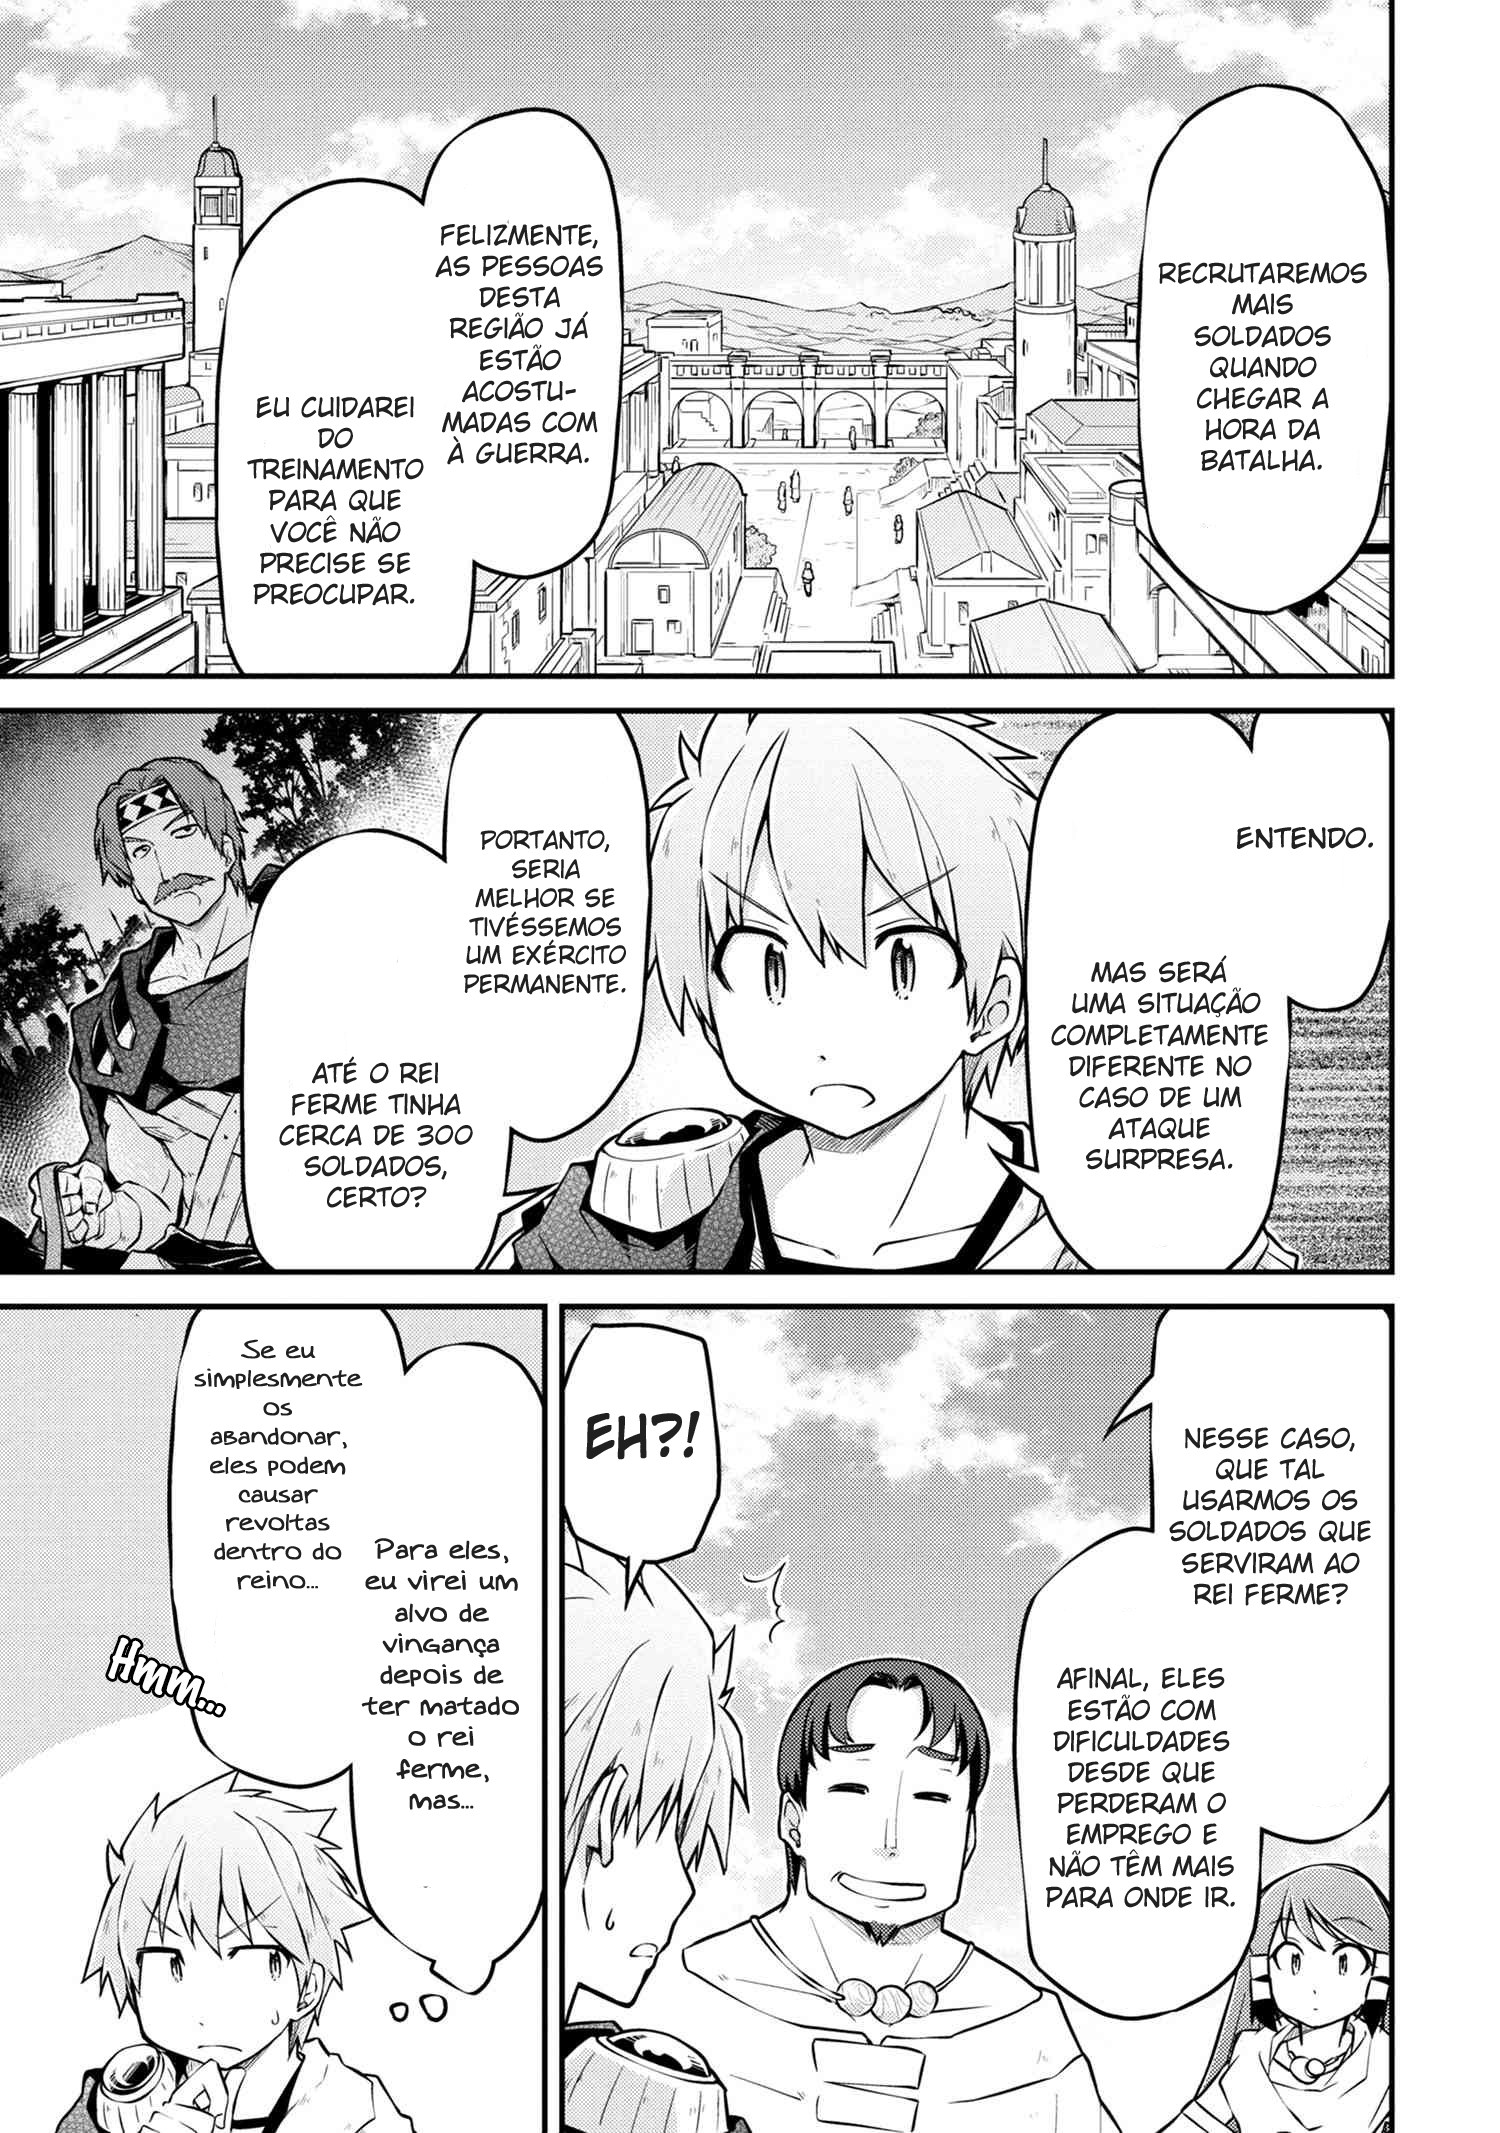 RECRUTAREMOS
MAIS
SOLDADOS
QUANDO
CHEGAR A
HORA DA
BATALHA.
FELIZMENTE,
AS PESSOAS
DESTA
REGIÃO JÁ
ESTÃO
ACOSTU-
MADAS COM
À GUERRA.
EU CUIDAREI
DO
TREINAMENTO
PARA QUE
VOCÊ NÃO
PRECISE SE
PREOCUPAR.
ENTENDO.
MAS SERÁ
UMA SITUAÇÃO
COMPLETAMENTE
DIFERENTE NO
CASO DE UM
ATAQUE
SURPRESA.
PORTANTO,
SERIA
MELHOR SE
TIVÉSSEMOS
UM EXÉRCITO
PERMANENTE.
ATÉ O REI
FERME TINHA
CERCA DE 300
SOLDADOS,
CERTO?
NESSE CASO,
QUE TAL
USARMOS OS
SOLDADOS QUE
SERVIRAM AO
REI FERME?
AFINAL, ELES
ESTÃO COM
DIFICULDADES
DESDE QUE
PERDERAM O
EMPREGO E
NÃO TÊM MAIS
PARA ONDE IR.
EH?!
Para eles,
eu virei um
alvo de
vingança
depois de
ter matado
o rei
ferme,
mas...
Se eu
simplesmente
os
abandonar,
eles podem
causar
revoltas
dentro do
reino...
Hmm...